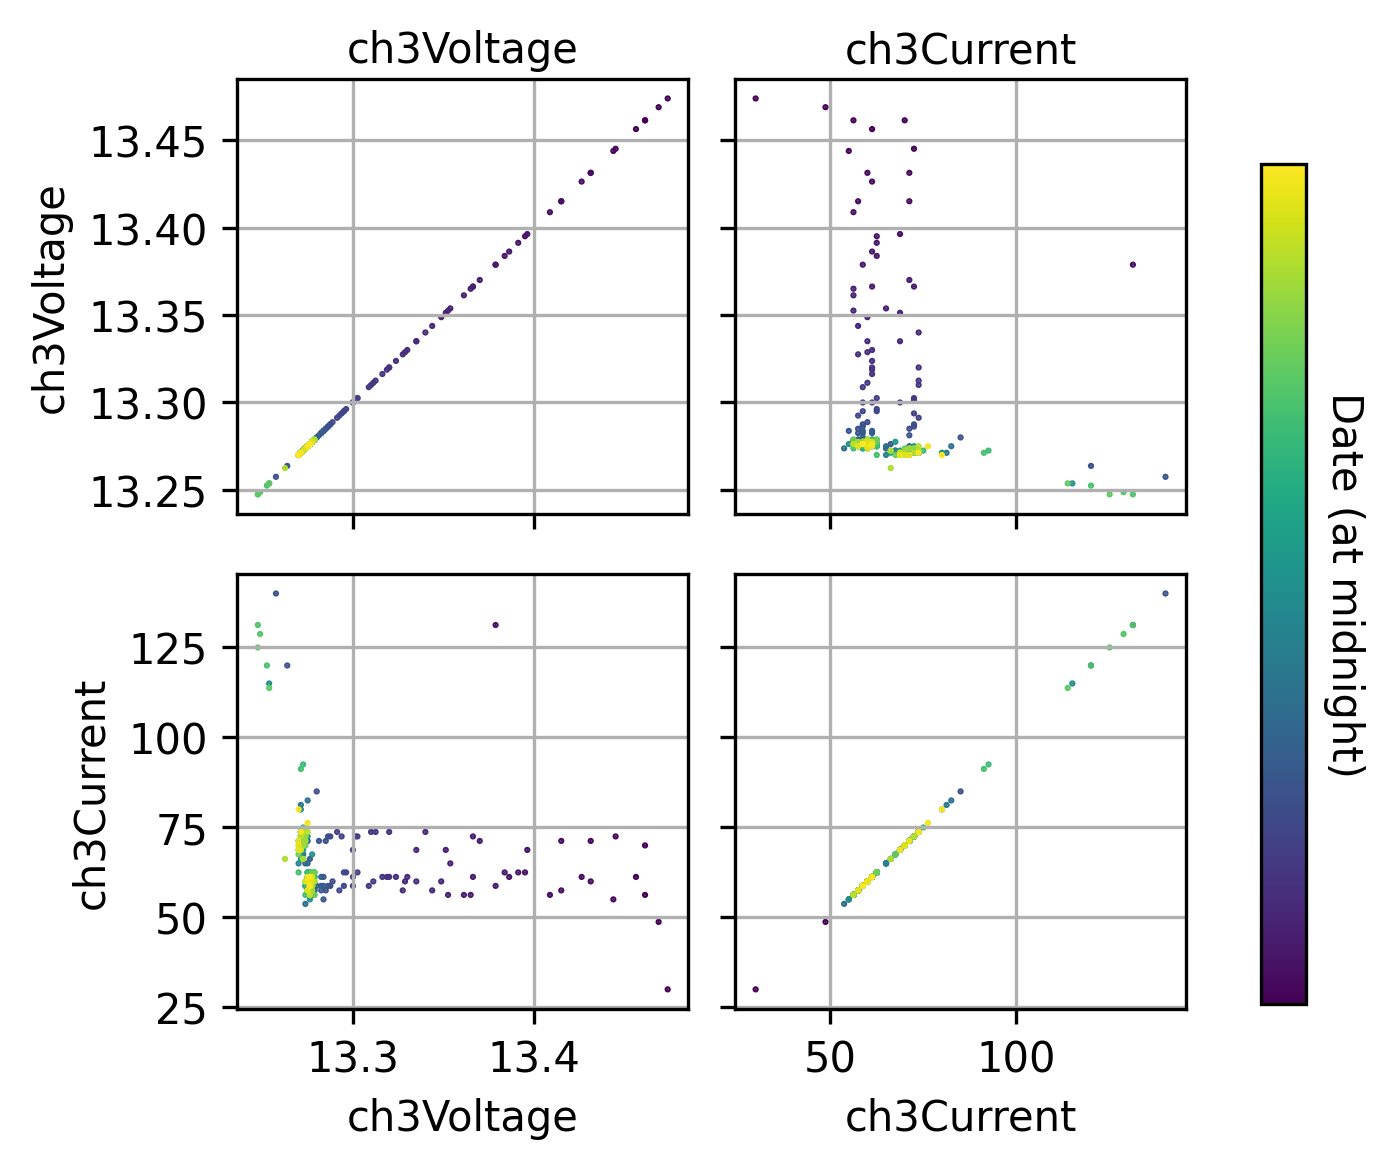 ch3Voltage
ch3Current
ch3Voltage
13.45
13.40
13.35
13.30
13.25
ch3Current
125
100
75
50
25
13.3
13.4
50
100
ch3Voltage
ch3Current
Date (at midnight)